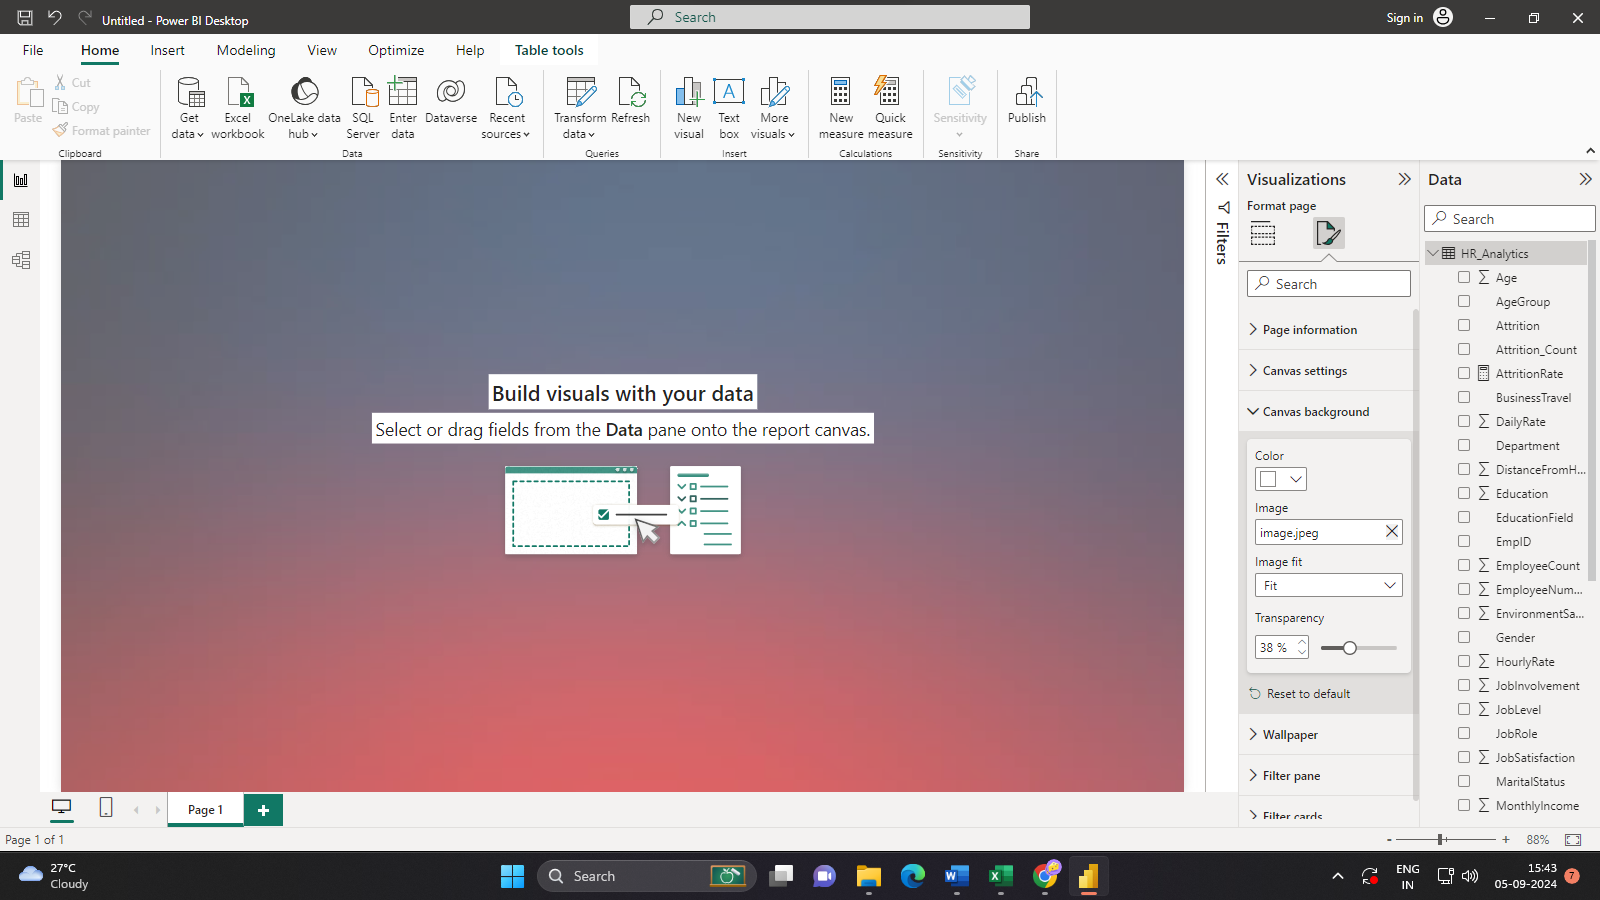 Untitled - Power BI Desktop
Search
Sign in
File
Home
Insert
Modeling
View
Optimize
Help
Table tools
Paste
Cut
Copy
Format painter
Clipboard
Get data
Excel workbook
OneLake data hub
SQL Server
Enter data
Dataverse
Recent sources
Data
Transform data
Refresh
Queries
New visual
Text box
More visuals
Insert
New measure
Quick measure
Calculations
Sensitivity
Sensitivity
Publish
Share
Build visuals with your data
Select or drag fields from the Data pane onto the report canvas.
Filters
Visualizations
Format page
Search
Page information
Canvas settings
Canvas background
Color
Image
image.jpeg
Image fit
Fit
Transparency
38 %
Reset to default
Wallpaper
Filter pane
Filter cards
Data
Search
HR_Analytics
Age
AgeGroup
Attrition
Attrition_Count
AttritionRate
BusinessTravel
DailyRate
Department
DistanceFromH...
Education
EducationField
EmpID
EmployeeCount
EmployeeNum...
EnvironmentSa...
Gender
HourlyRate
JobInvolvement
JobLevel
JobRole
JobSatisfaction
MaritalStatus
MonthlyIncome
Page 1
Page 1 of 1
- + 88%
27°C
Cloudy
Search
ENG
IN
15:43
05-09-2024
7